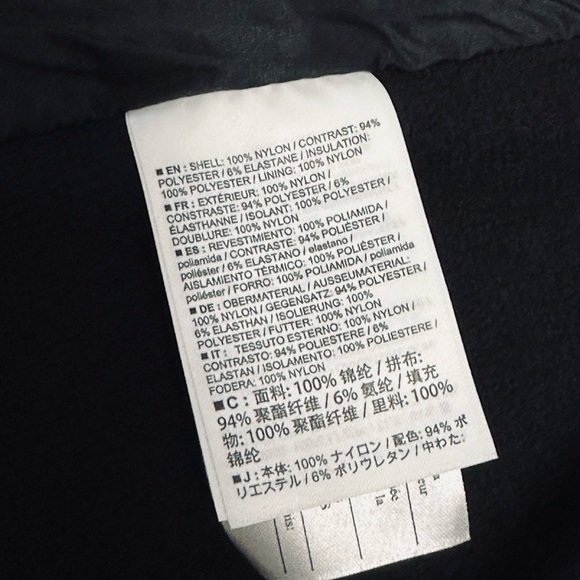 ■ EN : SHELL: 100% NYLON / CONTRAST: 94%
POLYESTER / 6% ELASTANE / INSULATION:
100% POLYESTER / LINING: 100% NYLON
■ FR : EXTÉRIEUR: 100% NYLON /
CONTRASTE: 94% POLYESTER / 6%
ÉLASTHANNE / ISOLANT: 100% POLYESTER /
DOUBLURE: 100% NYLON
■ ES : REVESTIMIENTO: 100% POLIAMIDA /
poliamida / CONTRASTE: 94% POLIÉSTER /
poliéster / 6% ELASTANO / elastano /
AISLAMIENTO TÉRMICO: 100% POLIÉSTER /
poliéster / FORRO: 100% POLIAMIDA / poliamida
■ DE : OBERMATERIAL / AUSSEUMATERIAL:
100% NYLON / GEGENSATZ: 94% POLYESTER /
6% ELASTHAN / ISOLIERUNG: 100%
POLYESTER / FUTTER: 100% NYLON
■ IT : TESSUTO ESTERNO: 100% NYLON /
CONTRASTO: 94% POLIESTERE / 6%
ELASTAN / ISOLAMENTO: 100% POLIESTERE /
FODERA: 100% NYLON
■ C : 面料: 100% 锦纶 / 拼布:
94% 聚酯纤维 / 6% 氨纶 / 填充
物: 100% 聚酯纤维 / 里料: 100%
锦纶
■ J : 本体: 100% ナイロン / 配色: 94% ポ
リエステル / 6% ポリウレタン / 中わた: